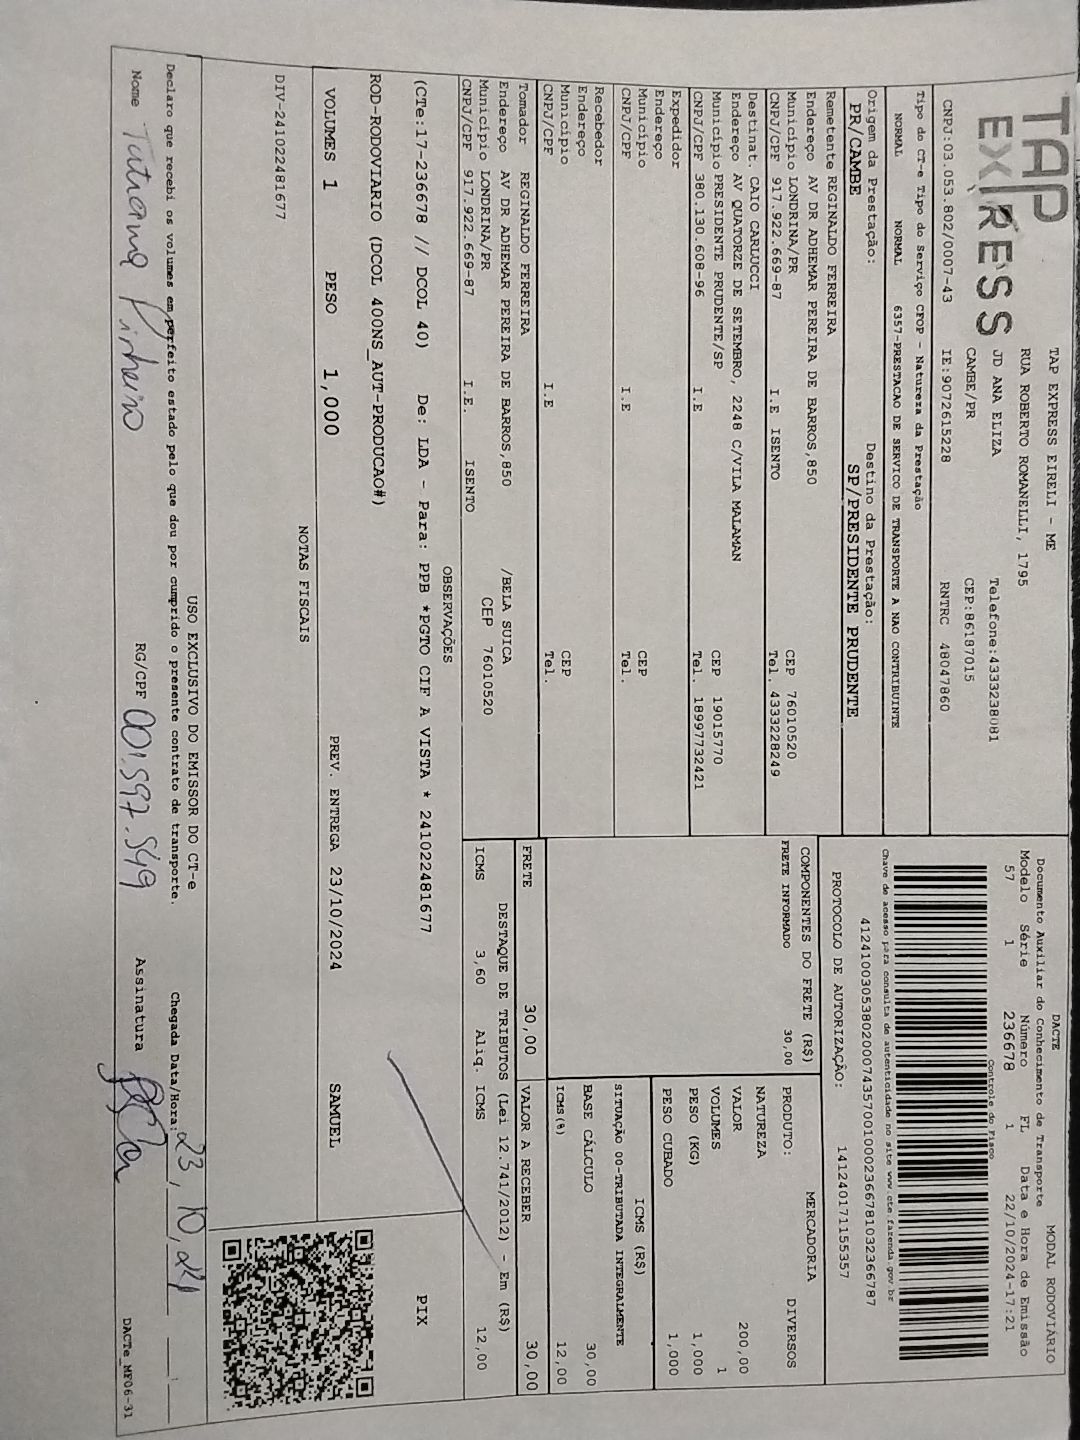 TAP EXPRESS
TAP EXPRESS EIRELI - ME
RUA ROBERTO ROMANELLI, 1795
JD ANA ELIZA Telefone:4333238081
CAMBE/PR CEP:86187015
CNPJ:03.053.802/0007-43 IE:9072615228 RNTRC 48047860
Tipo do CT-e Tipo do Serviço CFOP - Natureza da Prestação
NORMAL NORMAL 6357-PRESTACAO DE SERVICO DE TRANSPORTE A NAO CONTRIBUINTE
Origem da Prestação: Destino da Prestação:
PR/CAMBE SP/PRESIDENTE PRUDENTE
DACTE MODAL RODOVIÁRIO
Documento Auxiliar do Conhecimento de Transporte
Modelo Série Número FL Data e Hora de Emissão
57 1 236678 1 22/10/2024-17:21
Controle do Fisco
Chave de acesso para consulta de autenticidade no site www.cte.fazenda.gov.br
41241003053802000743570010002366781032366787
PROTOCOLO DE AUTORIZAÇÃO: 141240171155357
Remetente REGINALDO FERREIRA
Endereço AV DR ADHEMAR PEREIRA DE BARROS,850
Município LONDRINA/PR CEP 76010520
CNPJ/CPF 917.922.669-87 I.E ISENTO Tel. 4333228249
Destinat. CAIO CARLUCCI
Endereço AV QUATORZE DE SETEMBRO, 2248 C/VILA MALAMAN
Município PRESIDENTE PRUDENTE/SP CEP 19015770
CNPJ/CPF 380.130.608-96 I.E Tel. 18997732421
Expedidor
Endereço
Município CEP
CNPJ/CPF I.E Tel.
Recebedor
Endereço
Município CEP
CNPJ/CPF I.E Tel.
Tomador REGINALDO FERREIRA
Endereço AV DR ADHEMAR PEREIRA DE BARROS,850 /BELA SUICA
Município LONDRINA/PR CEP 76010520
CNPJ/CPF 917.922.669-87 I.E. ISENTO
COMPONENTES DO FRETE (R$)
FRETE INFORMADO 30,00
PRODUTO: MERCADORIA DIVERSOS
NATUREZA
VALOR 200,00
VOLUMES 1
PESO (KG) 1,000
PESO CUBADO 1,000
ICMS (R$)
SITUAÇÃO 00-TRIBUTADA INTEGRALMENTE
BASE CÁLCULO 30,00
ICMS(%) 12,00
FRETE 30,00 VALOR A RECEBER 30,00
DESTAQUE DE TRIBUTOS (Lei 12.741/2012) - Em (R$)
ICMS 3,60 Aliq. ICMS 12,00
OBSERVAÇÕES
(CTe:17-236678 // DCOL 40) De: LDA - Para: PPB *PGTO CIF A VISTA * 241022481677
ROD-RODOVIARIO (DCOL 400NS_AUT-PRODUCAO#)
PIX
VOLUMES 1 PESO 1,000 PREV. ENTREGA 23/10/2024 SAMUEL
NOTAS FISCAIS
DIV-241022481677
USO EXCLUSIVO DO EMISSOR DO CT-e
Declaro que recebi os volumes em perfeito estado pelo que dou por cumprido o presente contrato de transporte. Chegada Data/Hora: 23/10/24
Nome Tatiana Pinheiro RG/CPF 001.597.549 Assinatura
DACTe_MF06-31